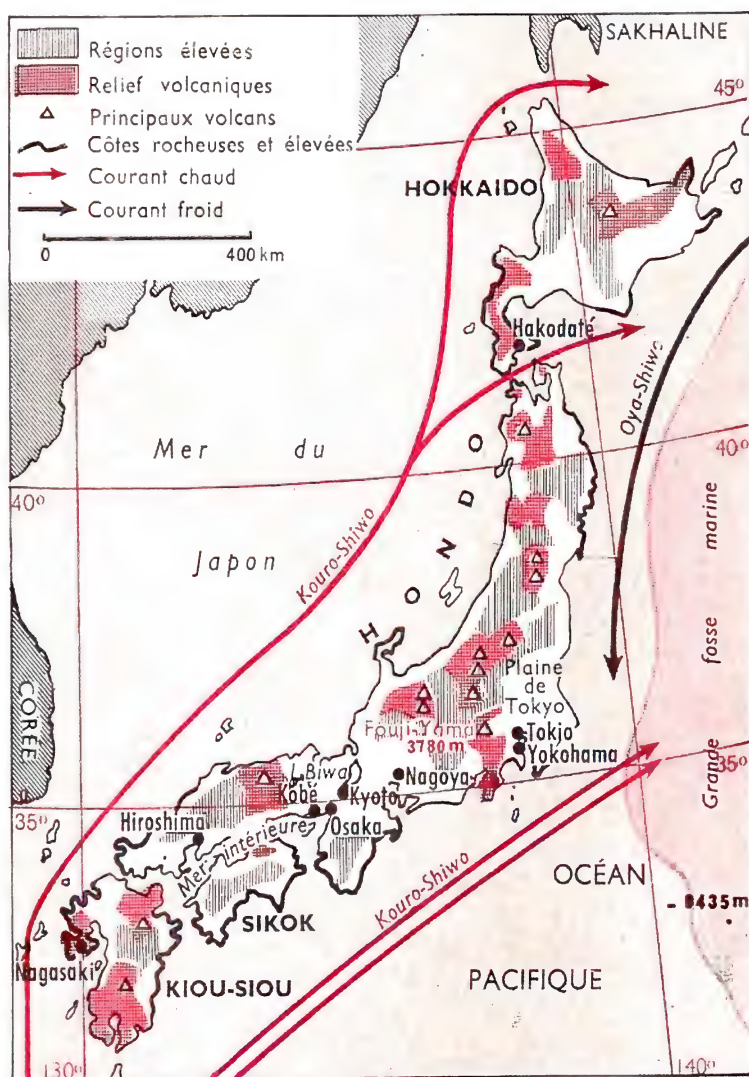 Régions élevées
Relief volcaniques
Principaux volcans
Côtes rocheuses et élevées
Courant chaud
Courant froid
0 400 km
SAKHALINE
45°
HOKKAIDO
Hakodaté
Oya-Shiwo
Mer du
Japon
40°
40°
Kouro-Shiwo
HONDO
Grande fosse marine
CORÉE
Plaine
de
Tokyo
Fouji-Yama
3780 m
Tokio
Yokohama
L. Biwa
Nagoya
Kobé
Kyoto
35°
35°
Hiroshima
Mer intérieure
Osaka
Kouro-Shiwo
OCÉAN
- 8435 m
SIKOK
Nagasaki
KIOU-SIOU
PACIFIQUE
130°
140°